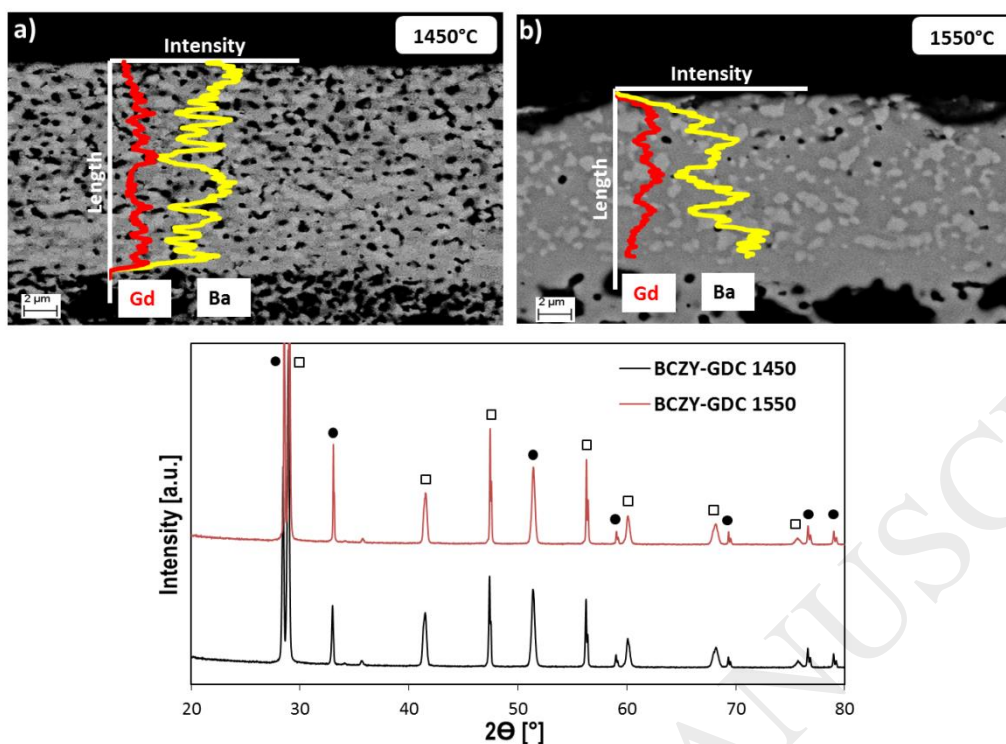 a)
Intensity
1450°C
Length
Gd
Ba
2 µm
b)
1550°C
Intensity
Length
Gd
Ba
2 µm
BCZY-GDC 1450
BCZY-GDC 1550
Intensity [a.u.]
20 30 40 50 60 70 80
2Θ [°]
MANUSC